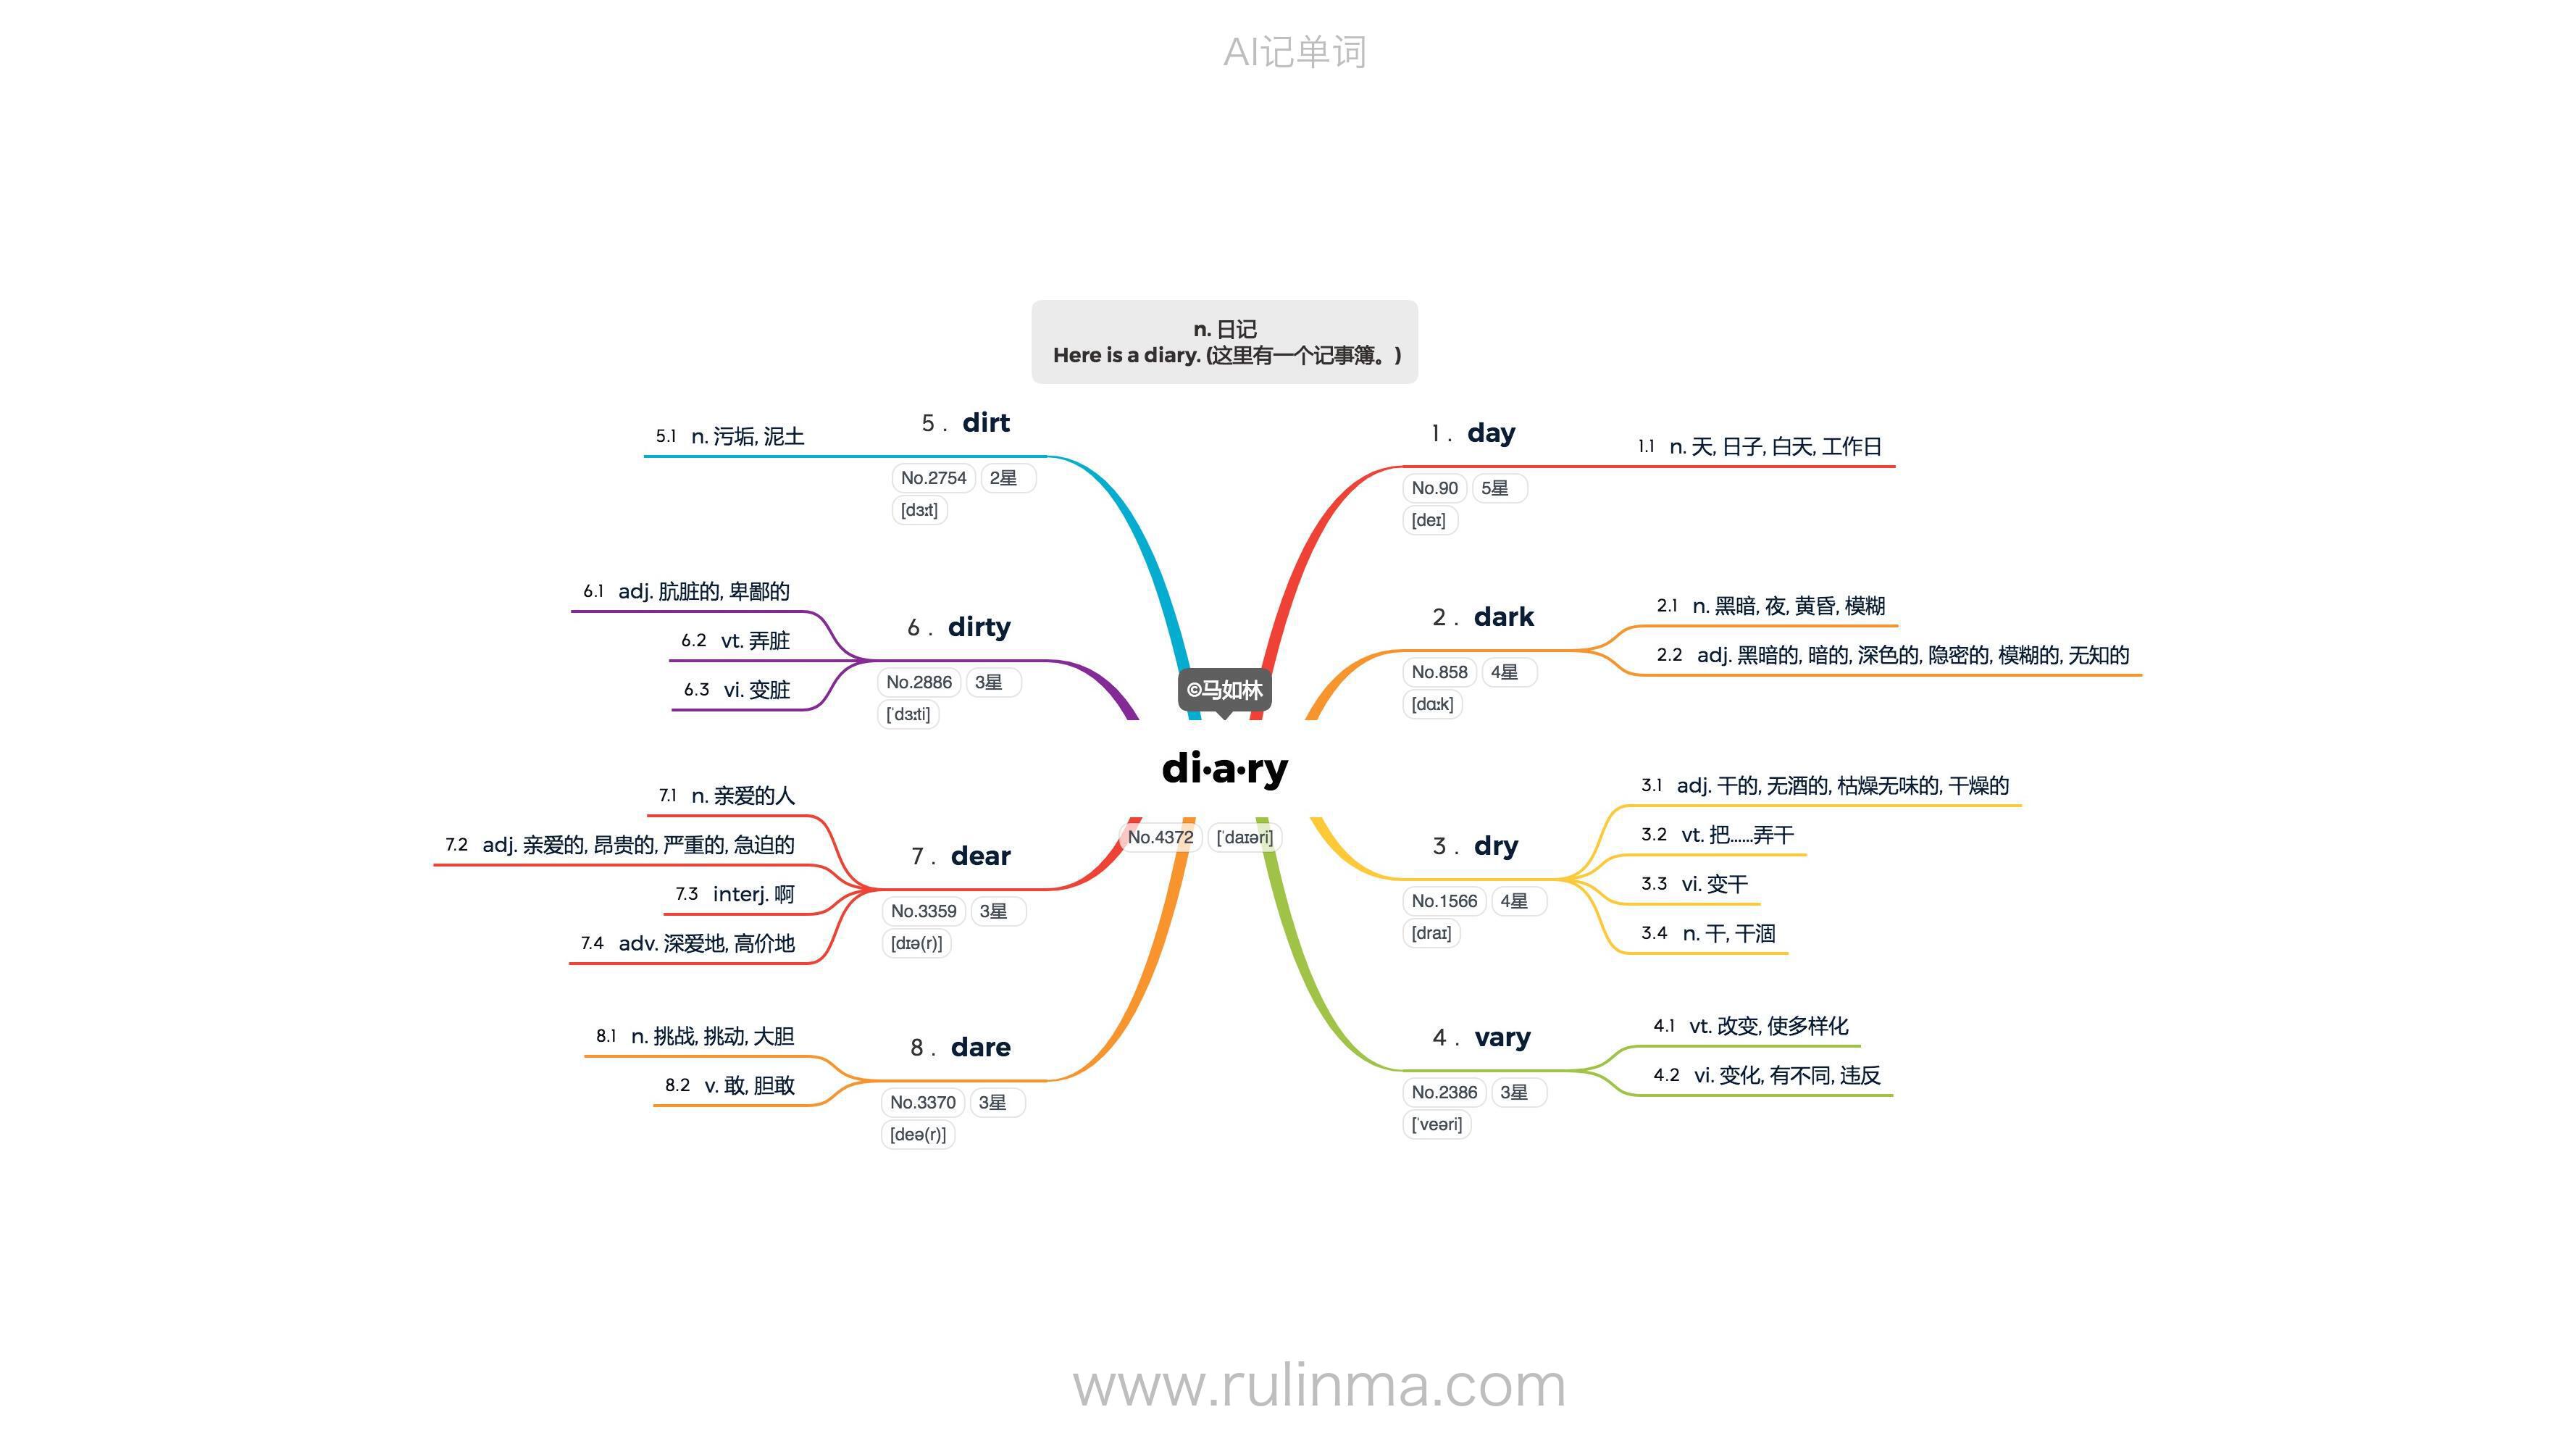 AI记单词
n. 日记
Here is a diary. (这里有一个记事簿。)
©马如林
di·a·ry
No.4372 [ˈdaɪəri]
1 . day
No.90 5星
[deɪ]
1.1 n. 天, 日子, 白天, 工作日
2 . dark
No.858 4星
[dɑːk]
2.1 n. 黑暗, 夜, 黄昏, 模糊
2.2 adj. 黑暗的, 暗的, 深色的, 隐密的, 模糊的, 无知的
3 . dry
No.1566 4星
[draɪ]
3.1 adj. 干的, 无酒的, 枯燥无味的, 干燥的
3.2 vt. 把......弄干
3.3 vi. 变干
3.4 n. 干, 干涸
4 . vary
No.2386 3星
[ˈveəri]
4.1 vt. 改变, 使多样化
4.2 vi. 变化, 有不同, 违反
5 . dirt
No.2754 2星
[dɜːt]
5.1 n. 污垢, 泥土
6 . dirty
No.2886 3星
[ˈdɜːti]
6.1 adj. 肮脏的, 卑鄙的
6.2 vt. 弄脏
6.3 vi. 变脏
7 . dear
No.3359 3星
[dɪə(r)]
7.1 n. 亲爱的人
7.2 adj. 亲爱的, 昂贵的, 严重的, 急迫的
7.3 interj. 啊
7.4 adv. 深爱地, 高价地
8 . dare
No.3370 3星
[deə(r)]
8.1 n. 挑战, 挑动, 大胆
8.2 v. 敢, 胆敢
www.rulinma.com